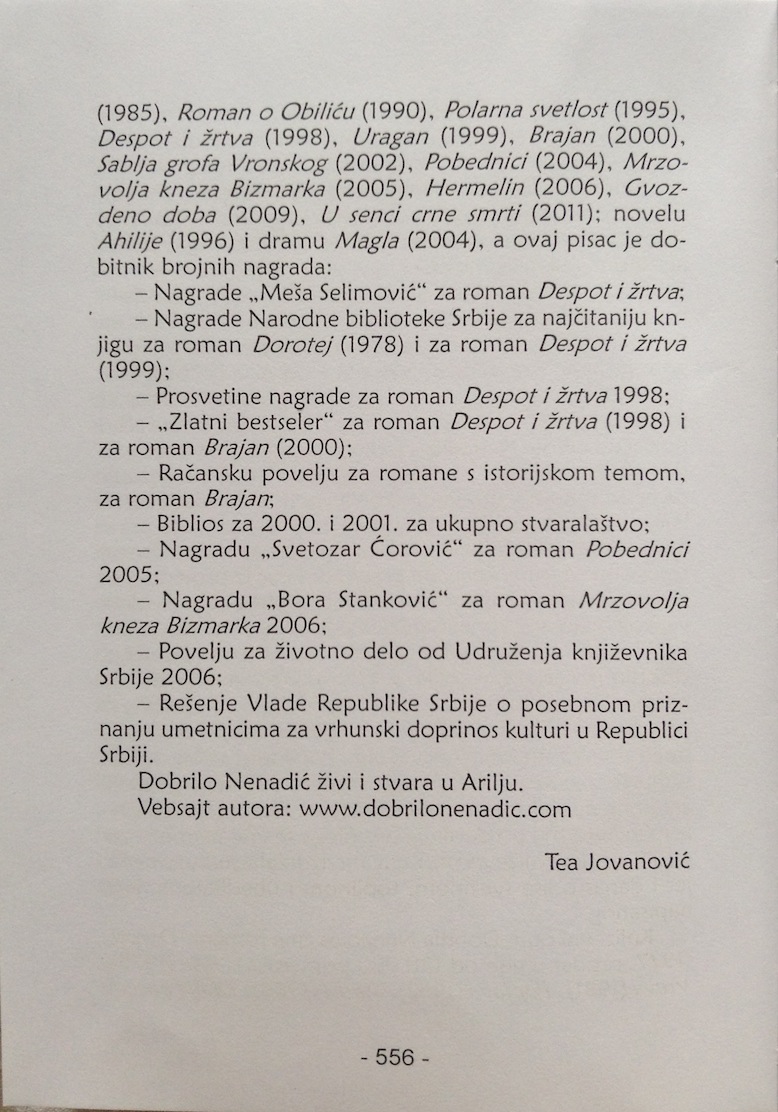 (1985), Roman o Obiliću (1990), Polarna svetlost (1995),
Despot i žrtva (1998), Uragan (1999), Brajan (2000),
Sablja grofa Vronskog (2002), Pobednici (2004), Mrzo-
volja kneza Bizmarka (2005), Hermelin (2006), Gvoz-
deno doba (2009), U senci crne smrti (2011); novelu
Ahilije (1996) i dramu Magla (2004), a ovaj pisac je do-
bitnik brojnih nagrada:
– Nagrade „Meša Selimović“ za roman Despot i žrtva;
– Nagrade Narodne biblioteke Srbije za najčitaniju kn-
jigu za roman Dorotej (1978) i za roman Despot i žrtva
(1999);
– Prosvetine nagrade za roman Despot i žrtva 1998;
– „Zlatni bestseler“ za roman Despot i žrtva (1998) i
za roman Brajan (2000);
– Račansku povelju za romane s istorijskom temom,
za roman Brajan;
– Biblios za 2000. i 2001. za ukupno stvaralaštvo;
– Nagradu „Svetozar Ćorović“ za roman Pobednici
2005;
– Nagradu „Bora Stanković“ za roman Mrzovolja
kneza Bizmarka 2006;
– Povelju za životno delo od Udruženja književnika
Srbije 2006;
– Rešenje Vlade Republike Srbije o posebnom priz-
nanju umetnicima za vrhunski doprinos kulturi u Republici
Srbiji.
Dobrilo Nenadić živi i stvara u Arilju.
Vebsajt autora: www.dobrilonenadic.com
Tea Jovanović
- 556 -